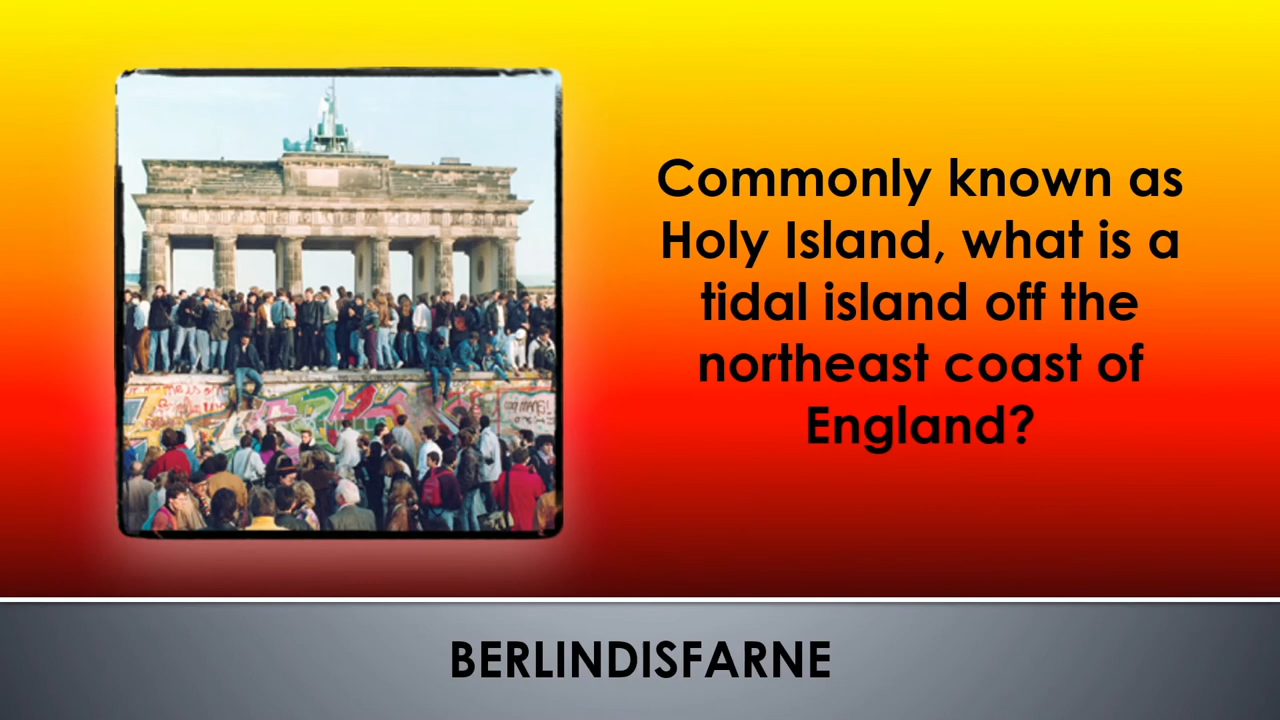 Commonly known as
Holy Island, what is a
tidal island off the
northeast coast of
England?
BERLINDISFARNE